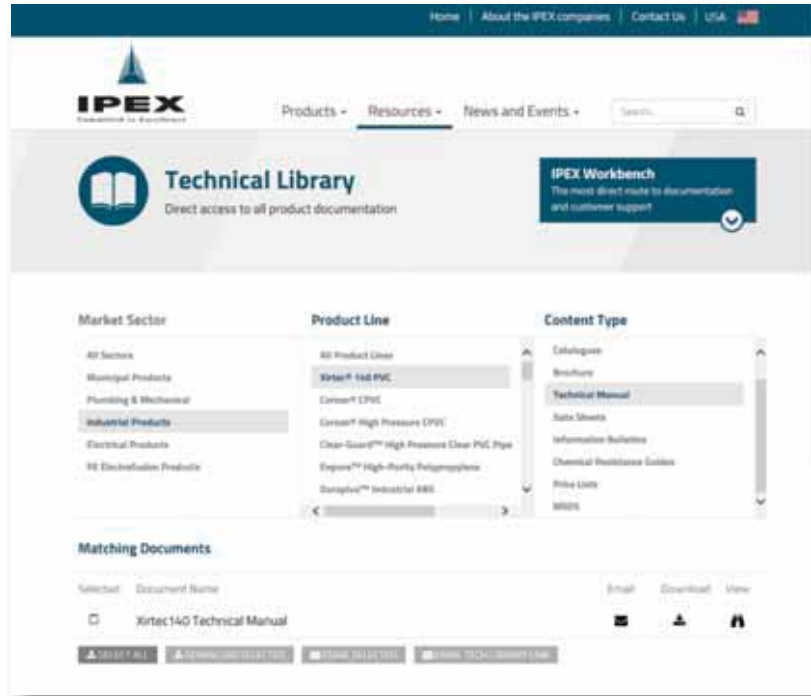 Home | About the IPEX companies | Contact Us | USA
IPEX
Committed to Excellence
Products
Resources
News and Events
Search...
Technical Library
Direct access to all product documentation
IPEX Workbench
The most direct route to documentation
and customer support
Market Sector
All Sectors
Municipal Products
Plumbing & Mechanical
Industrial Products
Electrical Products
PE Electrofusion Products
Product Line
All Product Lines
Xirtec® 140 PVC
Corzan® CPVC
Corzan® High Pressure CPVC
Clear-Guard™ High Pressure Clear PVC Pipe
Enpure™ High-Purity Polypropylene
Duraplus™ Industrial ABS
Content Type
Catalogues
Brochure
Technical Manual
Data Sheets
Information Bulletins
Chemical Resistance Guides
Price Lists
MSDS
Matching Documents
Selected Document Name Email Download View
Xirtec140 Technical Manual
SELECT ALL
DOWNLOAD SELECTED
EMAIL SELECTED
EMAIL TECH LIBRARY LINK